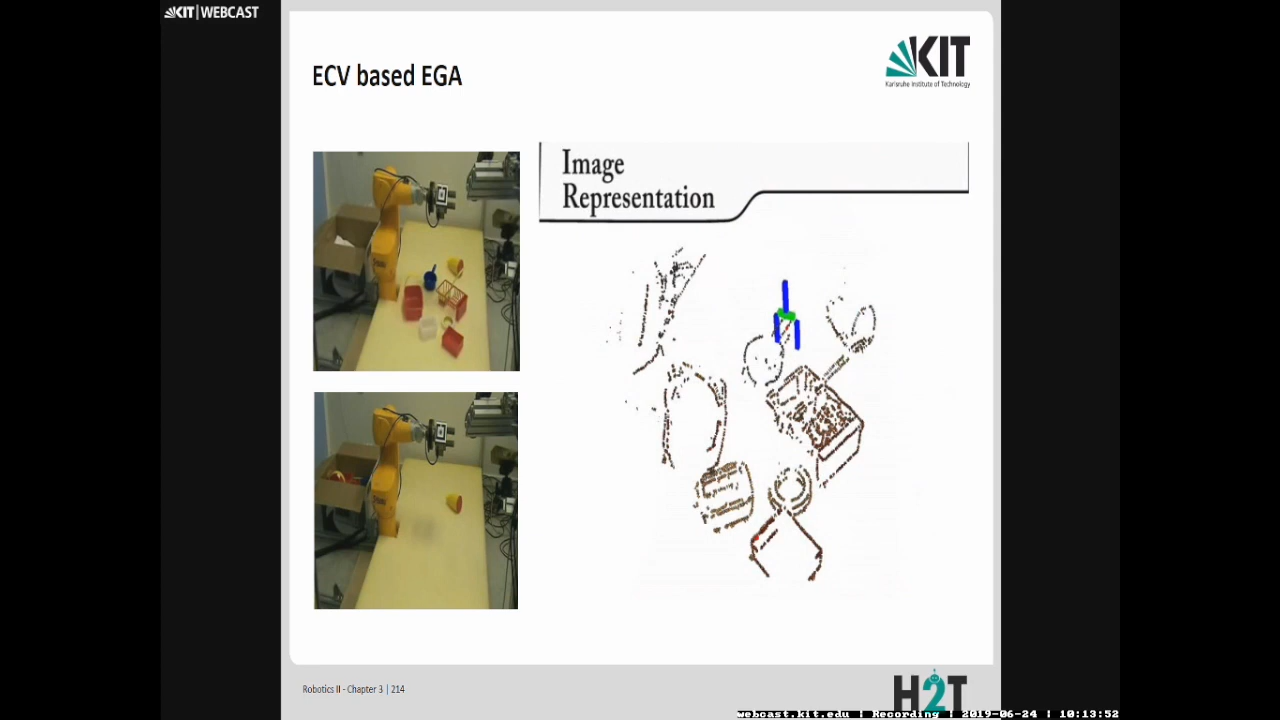 KIT | WEBCAST
ECV based EGA
KIT
Karlsruhe Institute of Technology
Image
Representation
Robotics II - Chapter 3 | 214
H2T
webcast.kit.edu | Recording | 2019-06-24 | 10:13:52